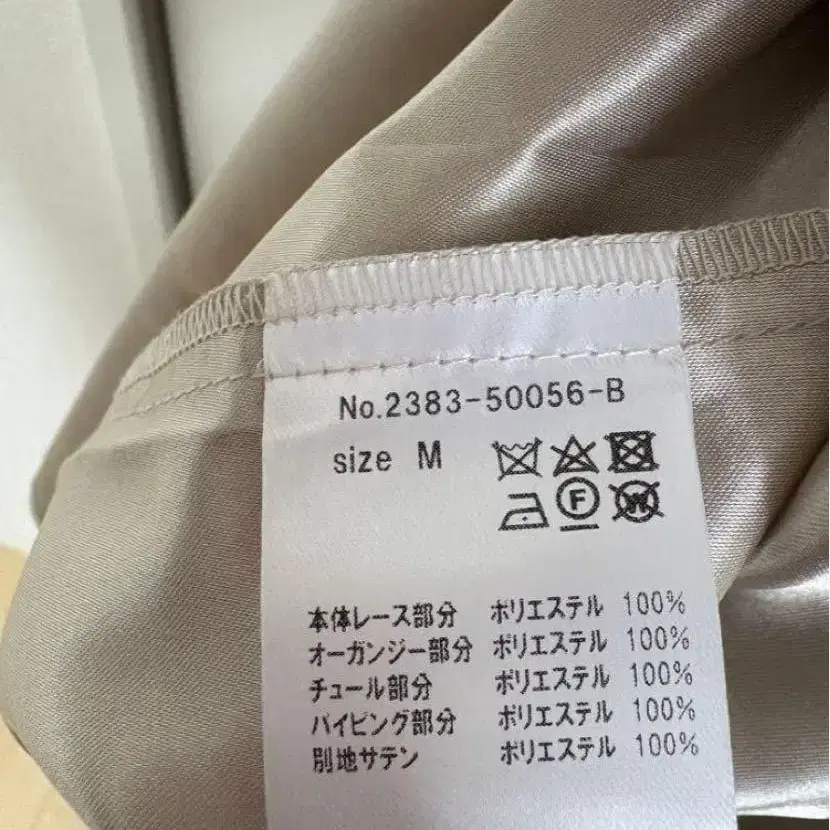 No.2383-50056-B
size M
F
W
本体レース部分 ポリエステル 100%
オーガンジー部分 ポリエステル 100%
チュール部分 ポリエステル 100%
パイピング部分 ポリエステル 100%
別地サテン ポリエステル 100%